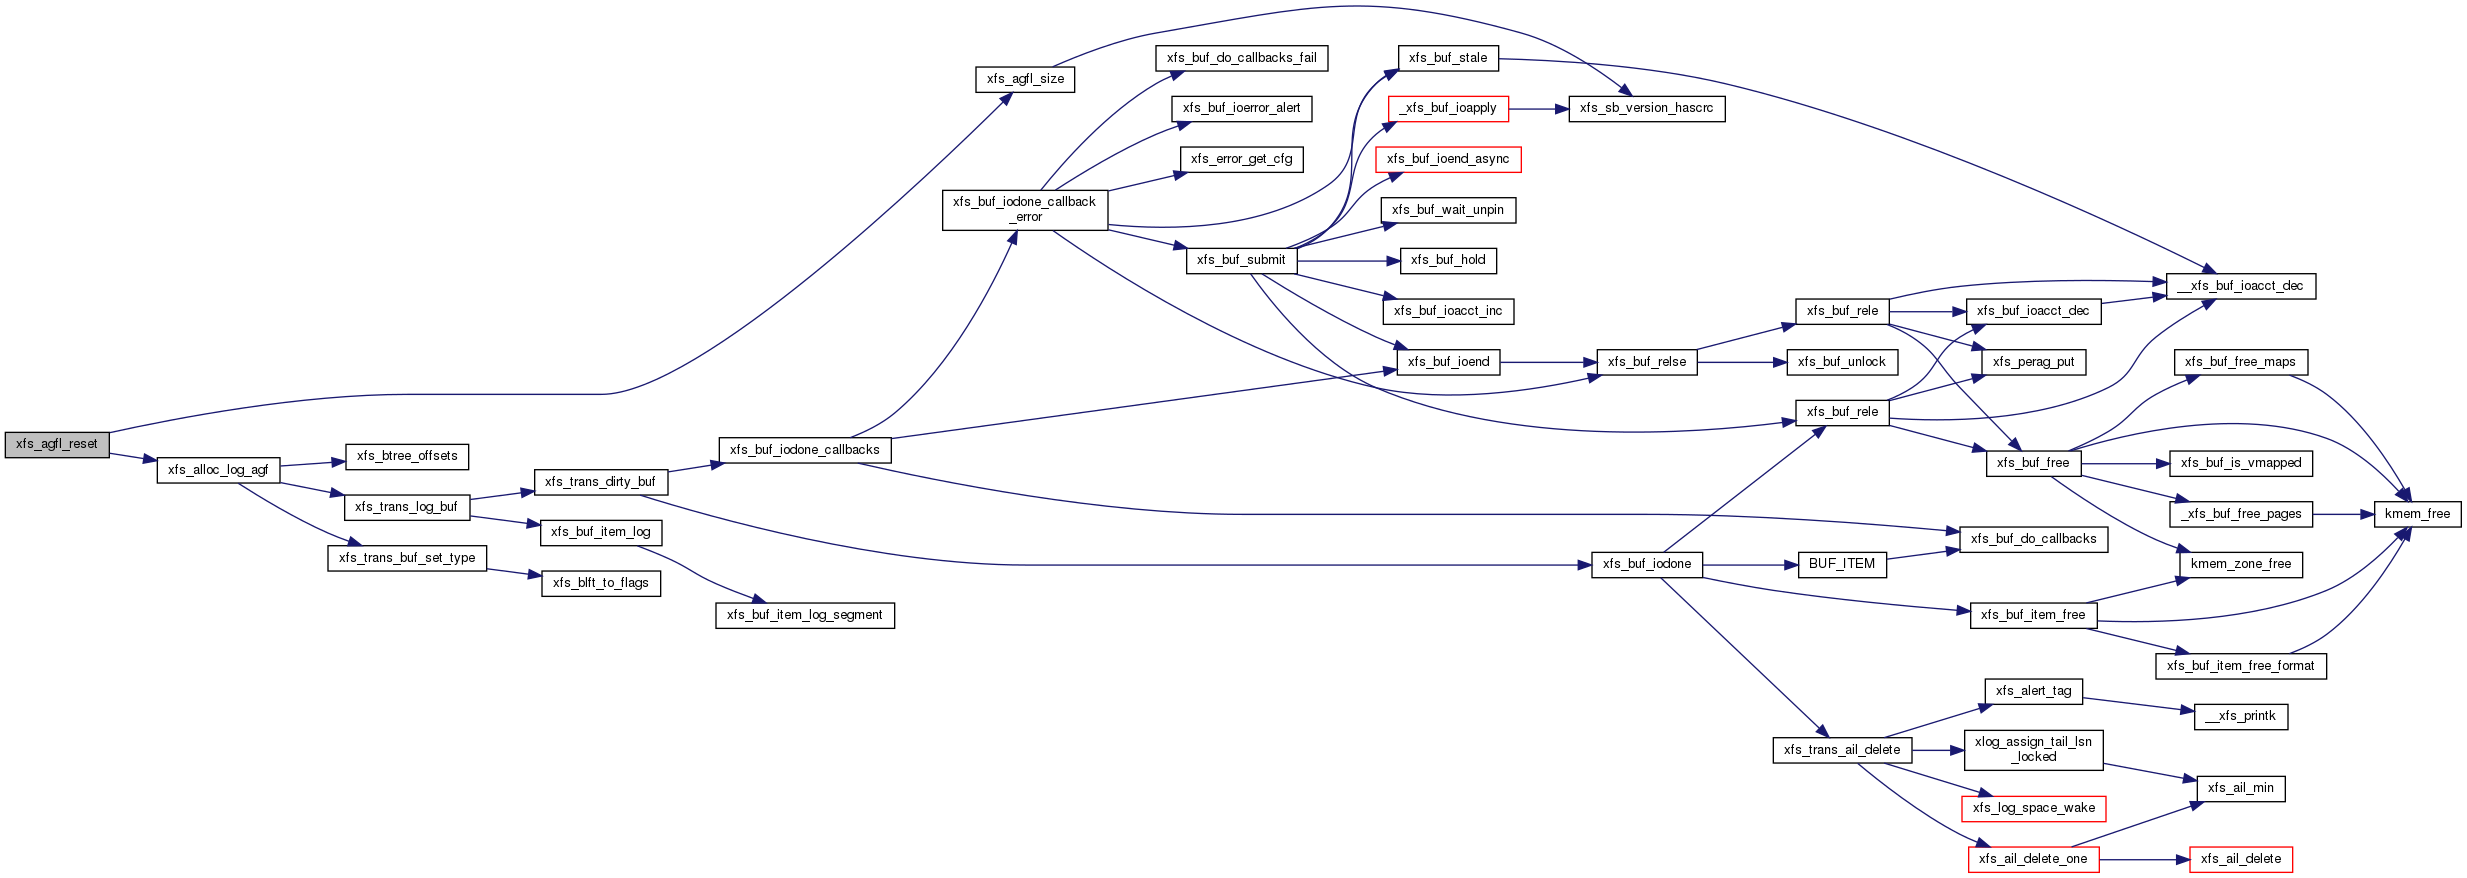 xfs_agfl_reset
xfs_agfl_size
xfs_alloc_log_agf
xfs_btree_offsets
xfs_trans_log_buf
xfs_trans_buf_set_type
xfs_trans_dirty_buf
xfs_buf_item_log
xfs_blft_to_flags
xfs_buf_iodone_callbacks
xfs_buf_item_log_segment
xfs_buf_iodone_callback
_error
xfs_buf_do_callbacks_fail
xfs_buf_ioerror_alert
xfs_error_get_cfg
xfs_buf_submit
xfs_buf_stale
_xfs_buf_ioapply
xfs_buf_ioend_async
xfs_buf_wait_unpin
xfs_buf_hold
xfs_buf_ioacct_inc
xfs_buf_ioend
xfs_sb_version_hascrc
xfs_buf_relse
xfs_buf_iodone
xfs_buf_rele
xfs_buf_unlock
xfs_buf_rele
BUF_ITEM
xfs_trans_ail_delete
xfs_buf_ioacct_dec
xfs_perag_put
xfs_buf_free
xfs_buf_do_callbacks
xfs_buf_item_free
xfs_alert_tag
xlog_assign_tail_lsn
_locked
xfs_log_space_wake
xfs_ail_delete_one
__xfs_buf_ioacct_dec
xfs_buf_free_maps
xfs_buf_is_vmapped
_xfs_buf_free_pages
kmem_zone_free
xfs_buf_item_free_format
__xfs_printk
xfs_ail_min
xfs_ail_delete
kmem_free